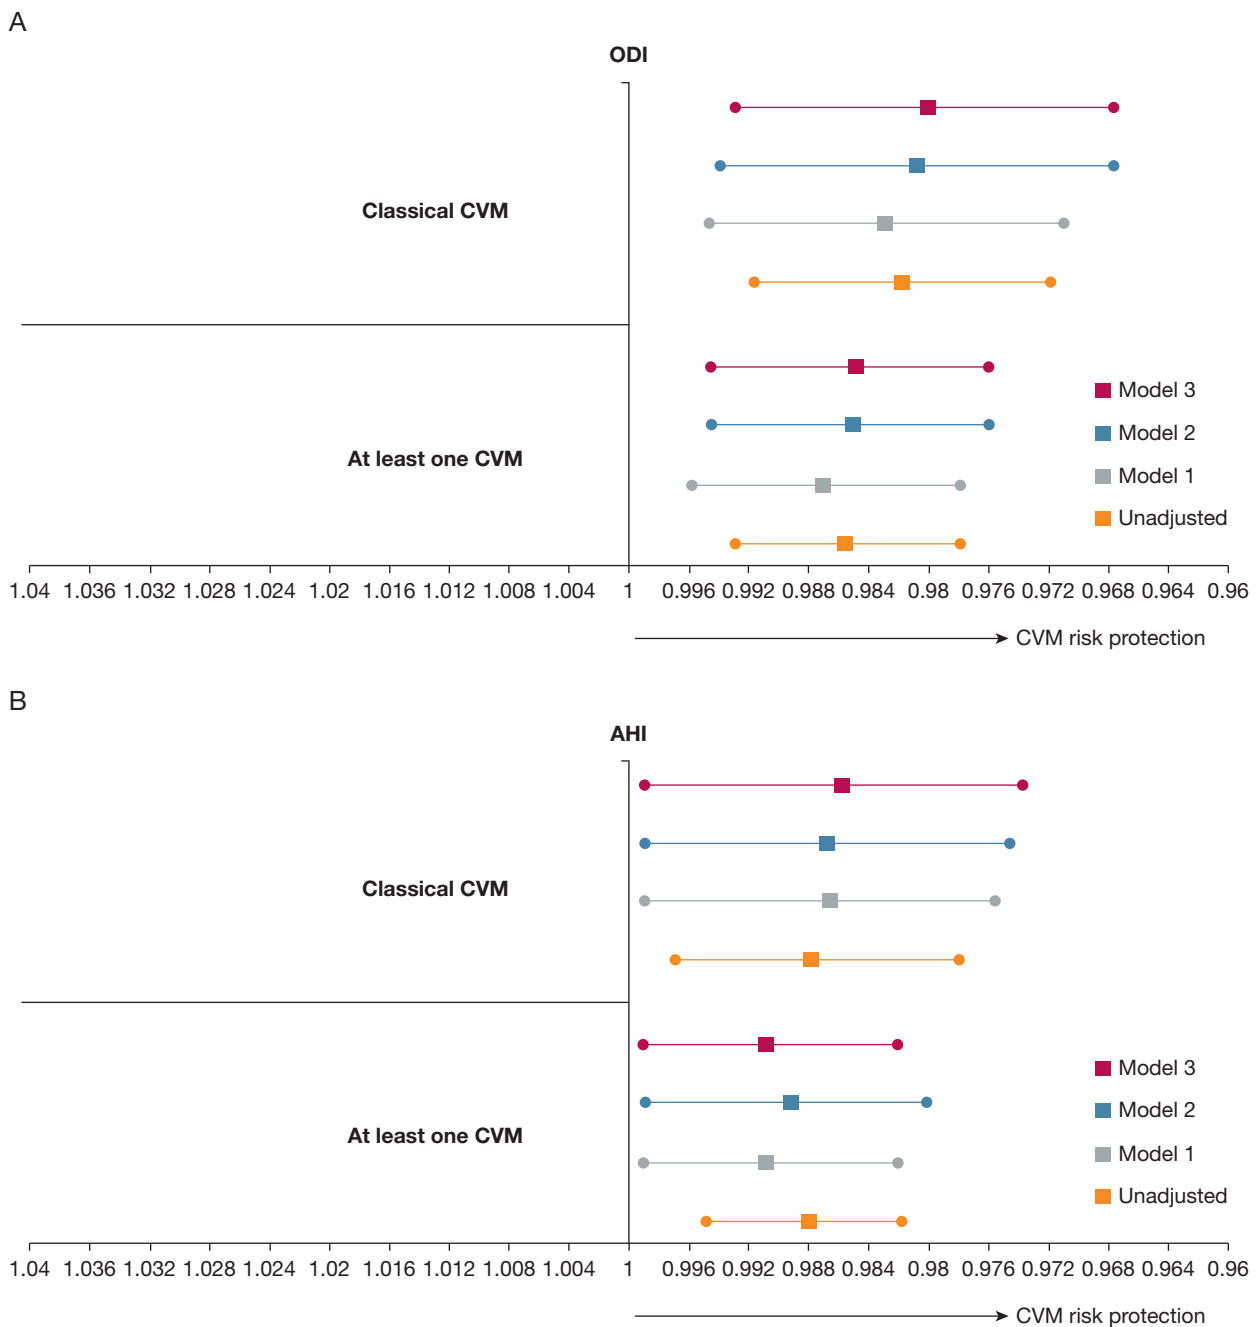 A
ODI
Classical CVM
At least one CVM
Model 3
Model 2
Model 1
Unadjusted
1.04 1.036 1.032 1.028 1.024 1.02 1.016 1.012 1.008 1.004 1 0.996 0.992 0.988 0.984 0.98 0.976 0.972 0.968 0.964 0.96
CVM risk protection
B
AHI
Classical CVM
At least one CVM
Model 3
Model 2
Model 1
Unadjusted
1.04 1.036 1.032 1.028 1.024 1.02 1.016 1.012 1.008 1.004 1 0.996 0.992 0.988 0.984 0.98 0.976 0.972 0.968 0.964 0.96
CVM risk protection